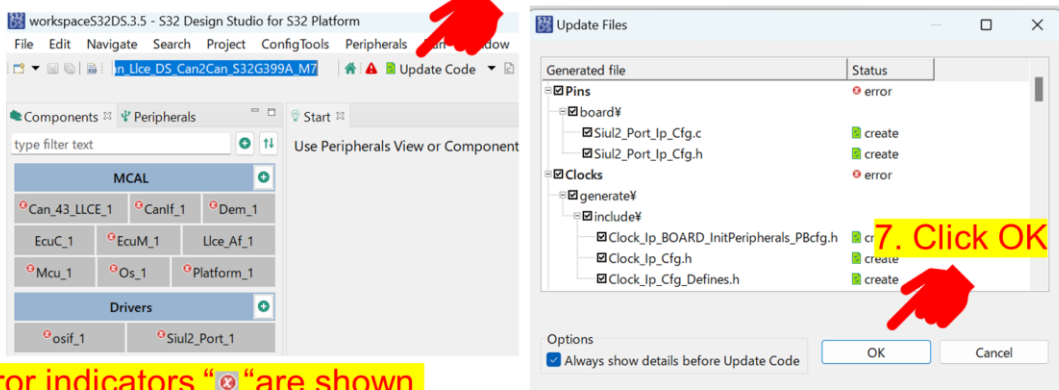 workspaceS32DS.3.5 - S32 Design Studio for S32 Platform
File Edit Navigate Search Project ConfigTools Peripherals
n_Llce_DS_Can2Can_S32G399A_M7 Update Code
Components Peripherals
type filter text
MCAL
Can_43_LLCE_1 CanIf_1 Dem_1
EcuC_1 EcuM_1 Llce_Af_1
Mcu_1 Os_1 Platform_1
Drivers
osif_1 Siul2_Port_1
Start
Use Peripherals View or Component
ror indicators “ “are shown
Update Files
Generated file Status
Pins error
board¥
Siul2_Port_Ip_Cfg.c create
Siul2_Port_Ip_Cfg.h create
Clocks error
generate¥
include¥
Clock_Ip_BOARD_InitPeripherals_PBcfg.h
Clock_Ip_Cfg.h create
Clock_Ip_Cfg_Defines.h create
7. Click OK
Options
Always show details before Update Code
OK Cancel